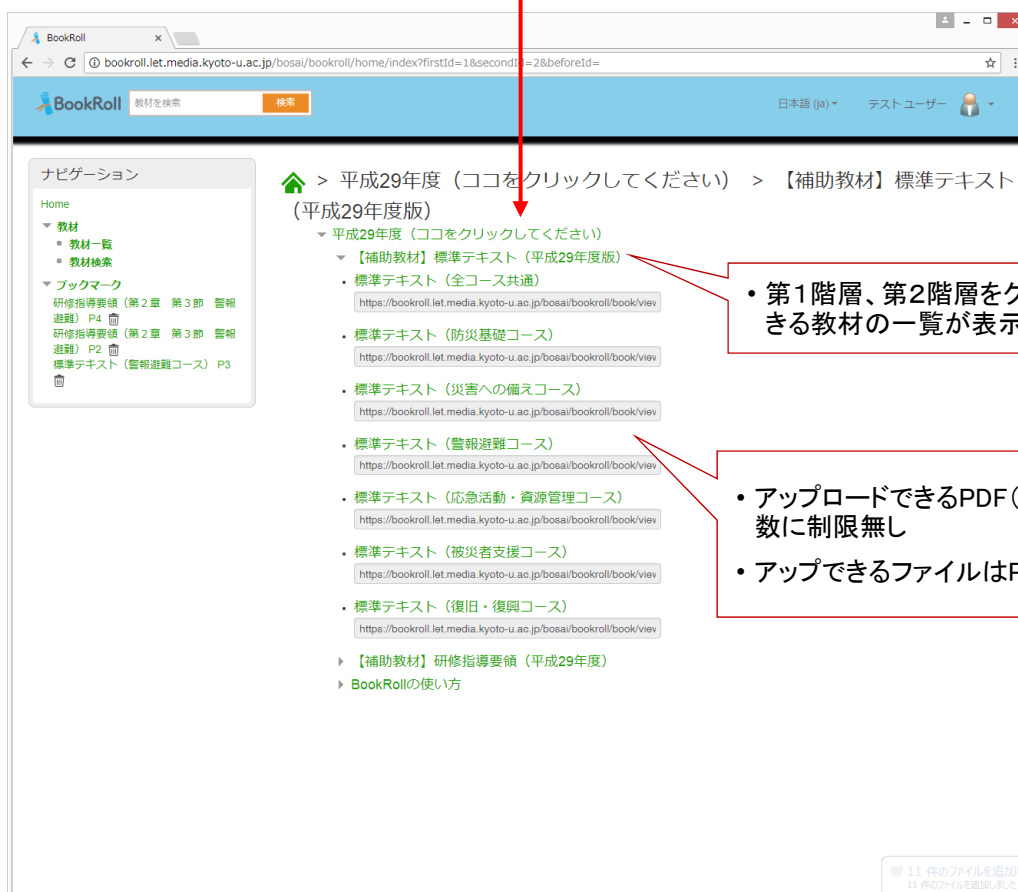 BookRoll
bookroll.let.media.kyoto-u.ac.jp/bosai/bookroll/home/index?firstId=1&secondId=2&beforeId=
BookRoll
教材を検索
検索
日本語 (ja)
テスト ユーザー
ナビゲーション
Home
教材
教材一覧
教材検索
ブックマーク
研修指導要領（第２章 第３節 警報
避難） P4
研修指導要領（第２章 第３節 警報
避難） P2
標準テキスト（警報避難コース） P3
> 平成29年度（ココをクリックしてください） > 【補助教材】標準テキスト
（平成29年度版）
平成29年度（ココをクリックしてください）
【補助教材】標準テキスト（平成29年度版）
標準テキスト（全コース共通）
https://bookroll.let.media.kyoto-u.ac.jp/bosai/bookroll/book/view
標準テキスト（防災基礎コース）
https://bookroll.let.media.kyoto-u.ac.jp/bosai/bookroll/book/view
標準テキスト（災害への備えコース）
https://bookroll.let.media.kyoto-u.ac.jp/bosai/bookroll/book/view
標準テキスト（警報避難コース）
https://bookroll.let.media.kyoto-u.ac.jp/bosai/bookroll/book/view
標準テキスト（応急活動・資源管理コース）
https://bookroll.let.media.kyoto-u.ac.jp/bosai/bookroll/book/view
標準テキスト（被災者支援コース）
https://bookroll.let.media.kyoto-u.ac.jp/bosai/bookroll/book/view
標準テキスト（復旧・復興コース）
https://bookroll.let.media.kyoto-u.ac.jp/bosai/bookroll/book/view
【補助教材】研修指導要領（平成29年度）
BookRollの使い方
• 第１階層、第２階層をク
きる教材の一覧が表示
• アップロードできるPDF（
数に制限無し
• アップできるファイルはP
11 件のファイルを追加
11 件のファイルを追加しました